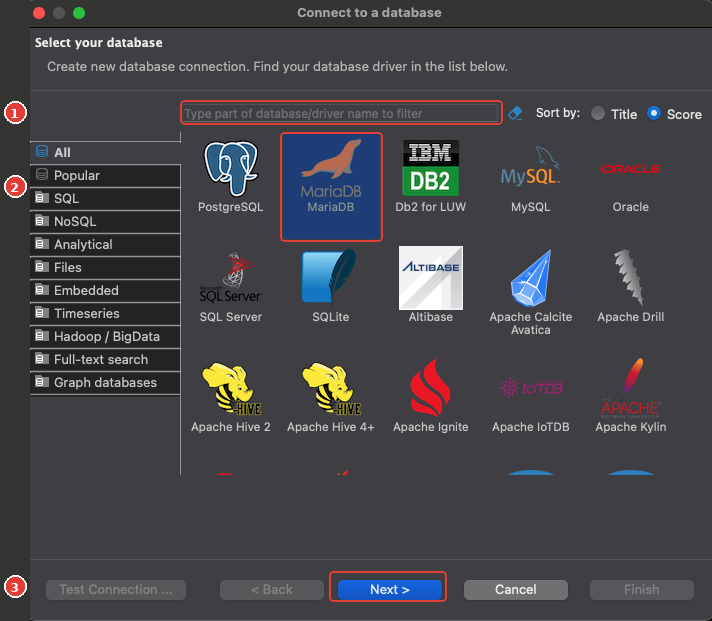 Connect to a database
Select your database
Create new database connection. Find your database driver in the list below.
1
Type part of database/driver name to filter
Sort by:
Title
Score
2
All
Popular
SQL
NoSQL
Analytical
Files
Embedded
Timeseries
Hadoop / BigData
Full-text search
Graph databases
PostgreSQL
MariaDB
MariaDB
IBM
DB2
Db2 for LUW
MySQL
MySQL
ORACLE
Oracle
Microsoft
SQL Server
SQL Server
SQLite
ALTIBASE
Altibase
Apache Calcite
Avatica
Apache Drill
HIVE
Apache Hive 2
HIVE
Apache Hive 4+
Apache Ignite
IoTDB
Apache IoTDB
THE
APACHE
SOFTWARE FOUNDATION
Apache Kylin
3
Test Connection ...
< Back
Next >
Cancel
Finish